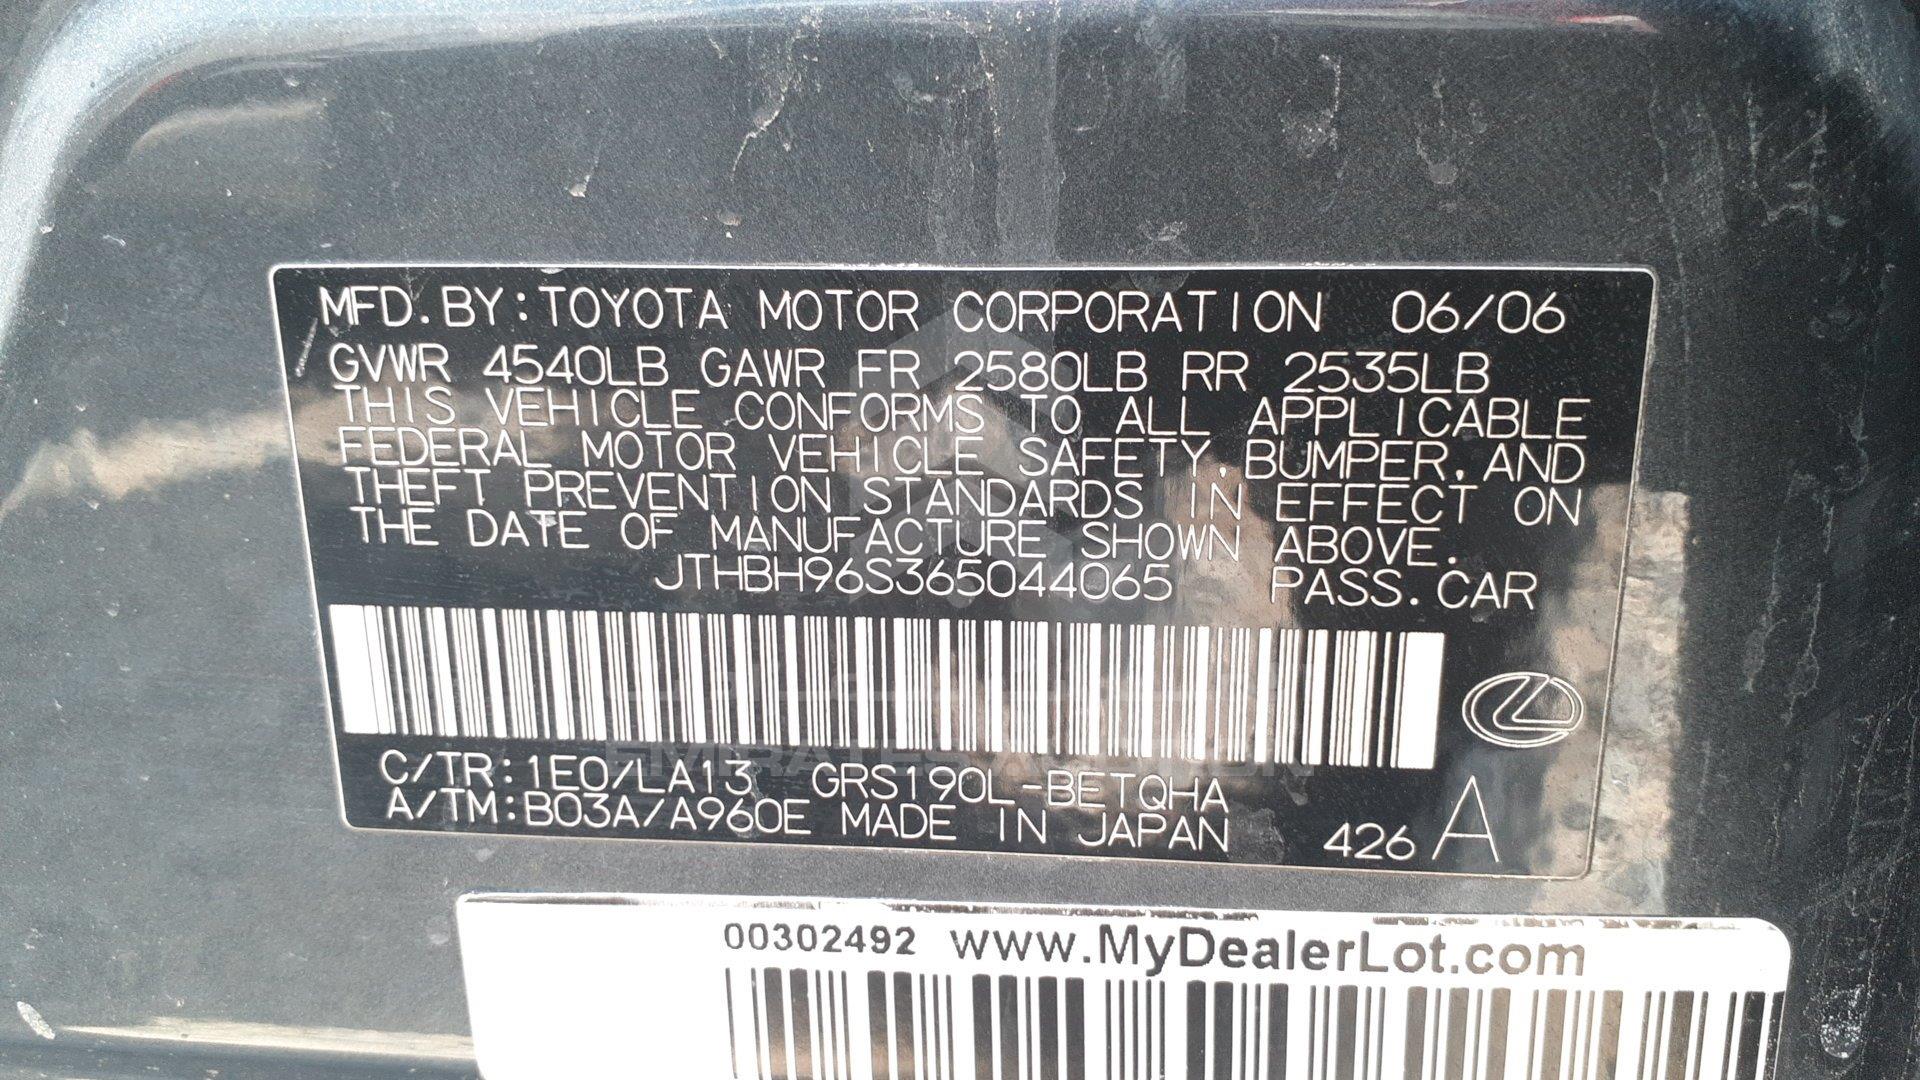 MFD. BY: TOYOTA MOTOR CORPORATION 06/06
GVWR 4540LB GAWR FR 2580LB RR 2535LB
THIS VEHICLE CONFORMS TO ALL APPLICABLE
FEDERAL MOTOR VEHICLE SAFETY, BUMPER, AND
THEFT PREVENTION STANDARDS IN EFFECT ON
THE DATE OF MANUFACTURE SHOWN ABOVE.
JTHBH96S365044065 PASS. CAR
EMIRATES AUCTION
C/TR: 1E0/LA13 GRS190L-BETQHA
A/TM: B03A/A960E MADE IN JAPAN 426 A
00302492 www.MyDealerLot.com